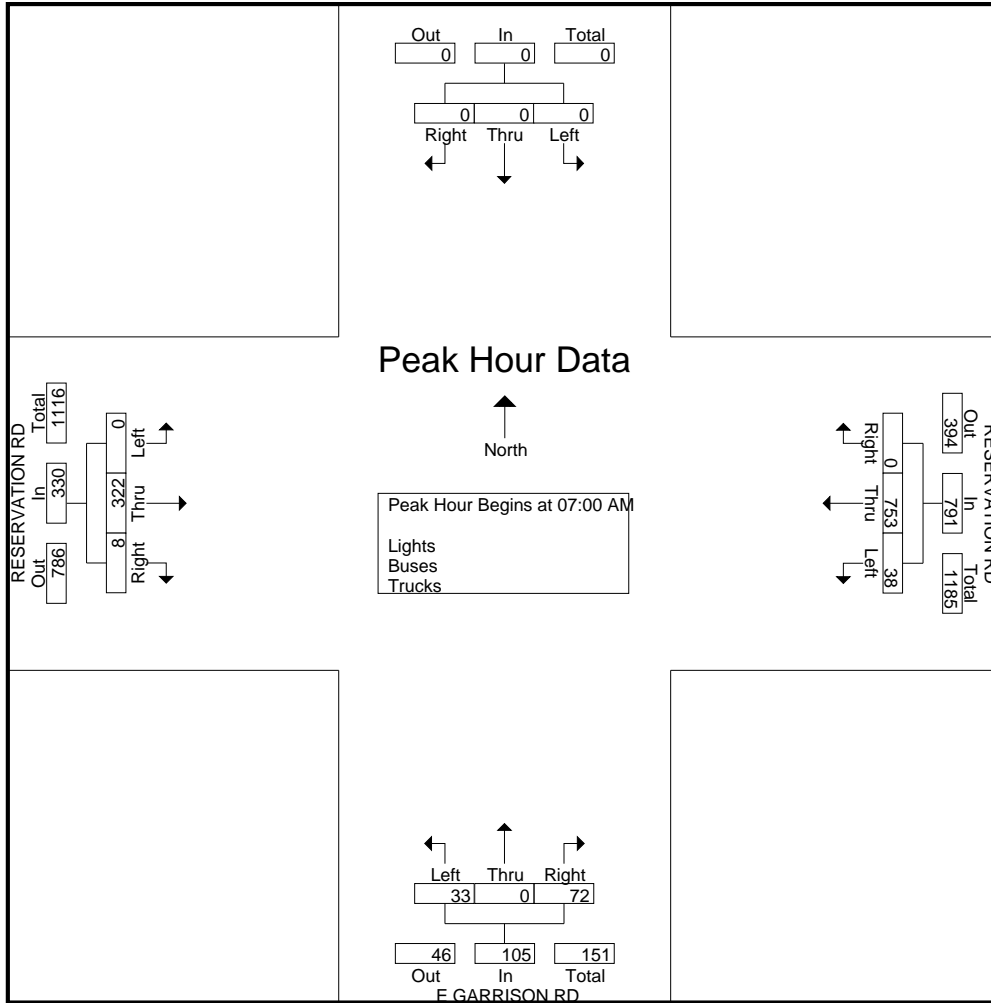 Out In Total
0 0 0
0 0 0
Right Thru Left
Peak Hour Data
North
Peak Hour Begins at 07:00 AM
Lights
Buses
Trucks
RESERVATION RD
Out In Total
786 330 1116
8 322 0
Right Thru Left
RESERVATION RD
Out In Total
394 791 1185
0 753 38
Right Thru Left
Left Thru Right
33 0 72
46 105 151
Out In Total
E GARRISON RD